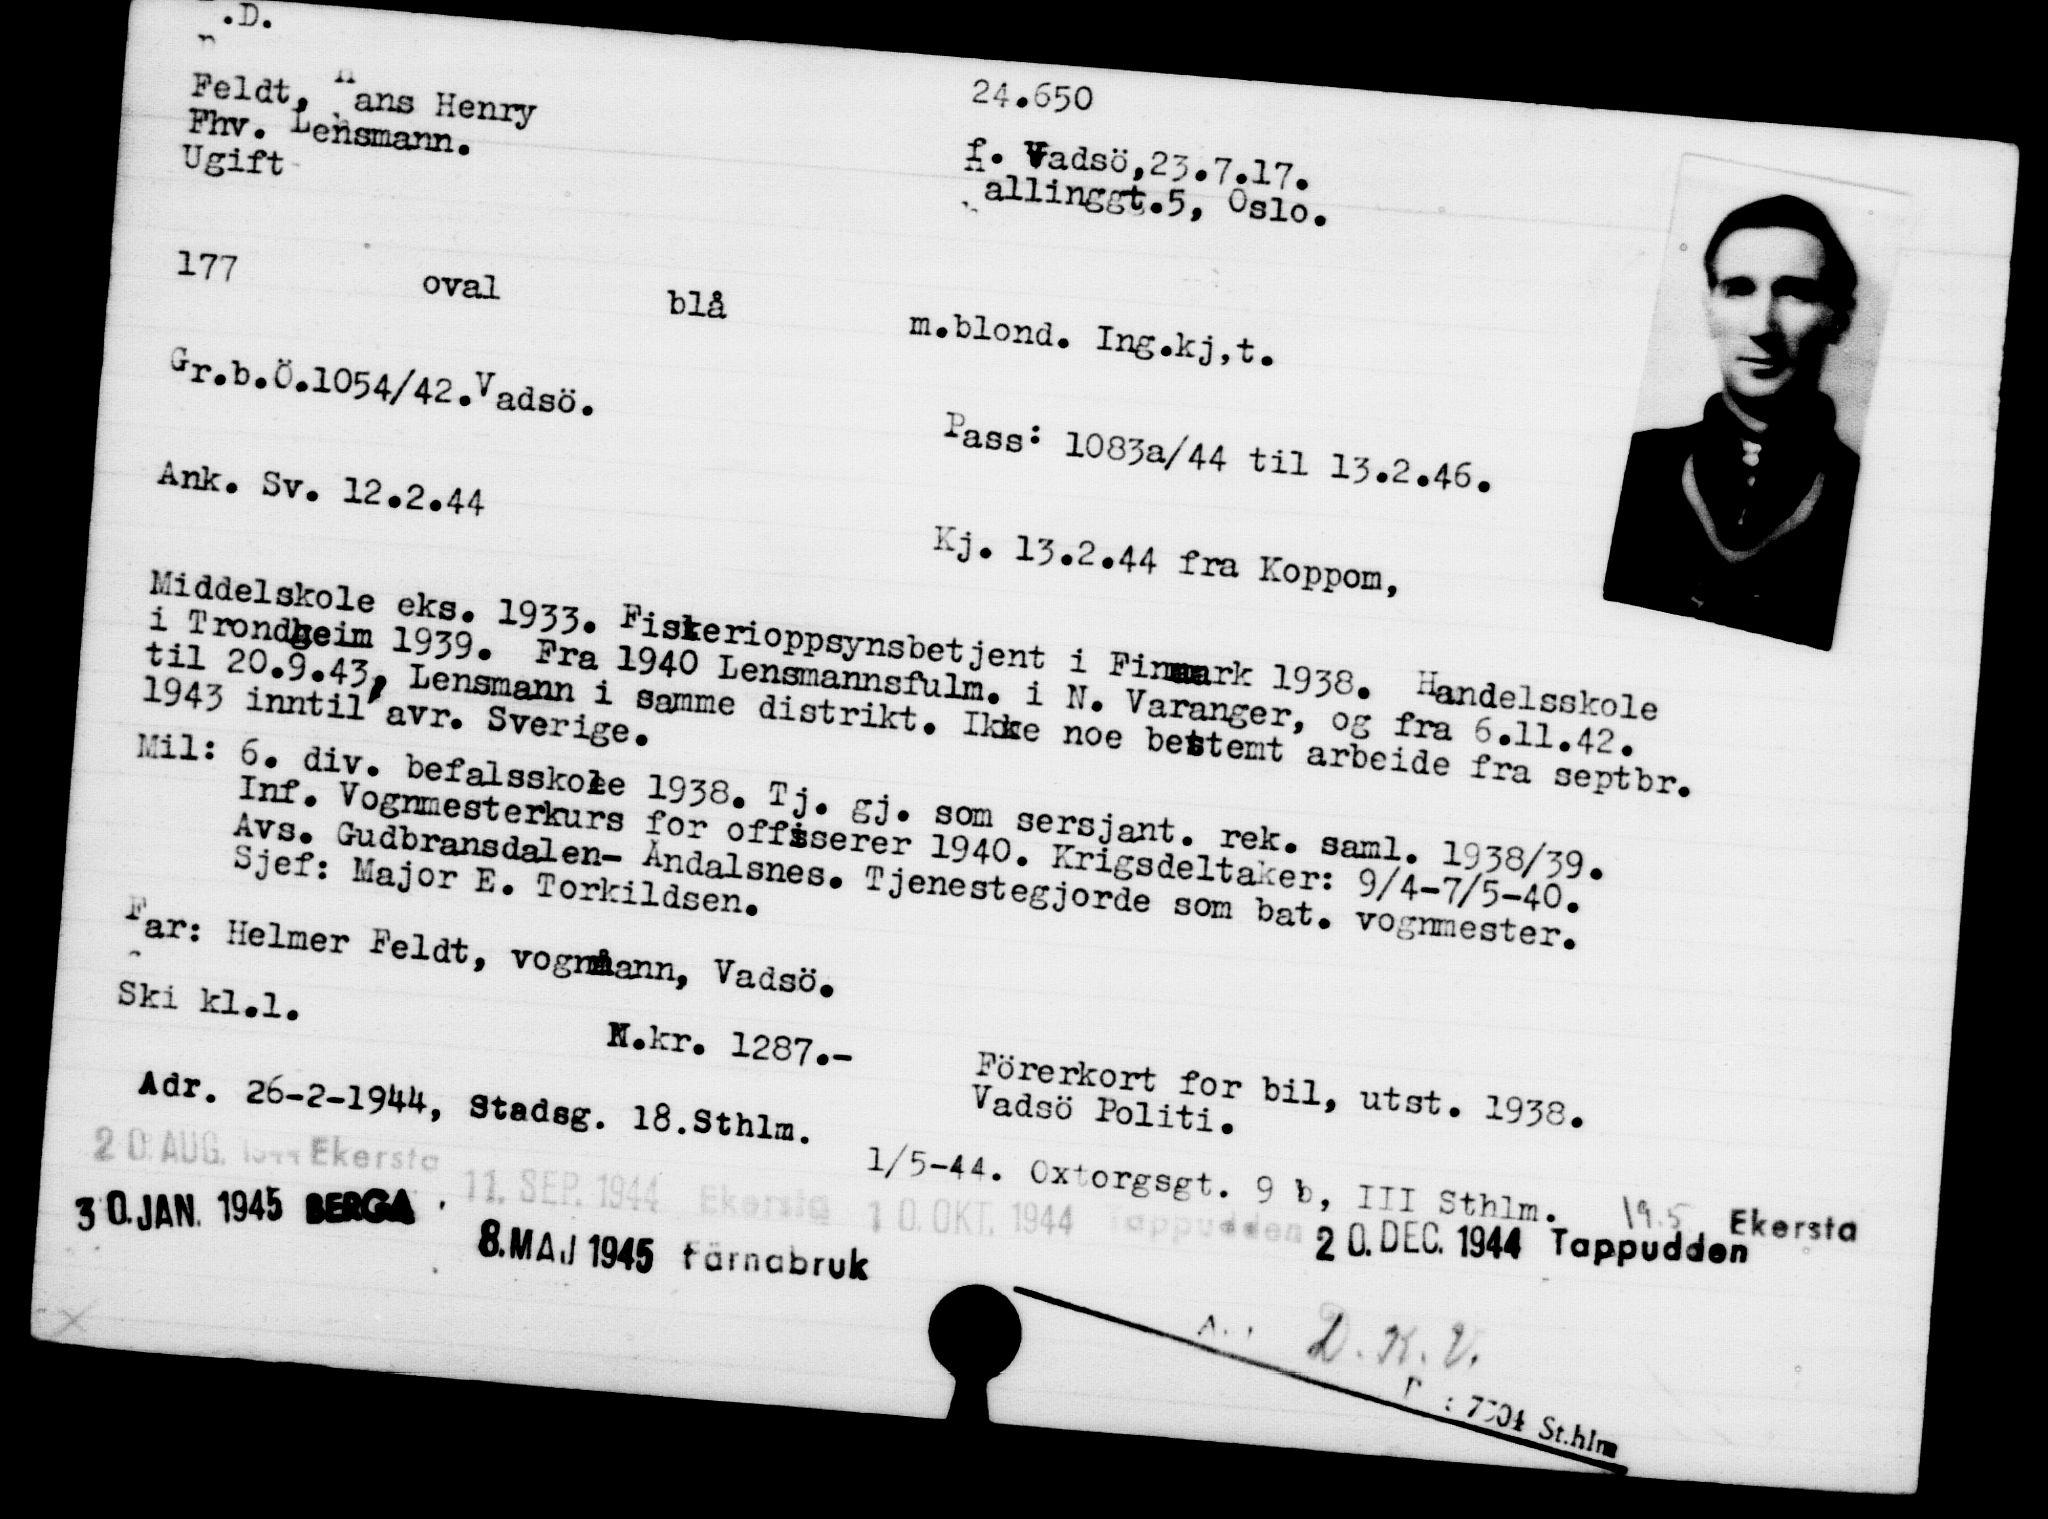 .D.
Feldt, Hans Henry
24.650
Fhv. Lensmann.
f. Vadsö,23.7.17.
Ugift
allinggt.5, Oslo.
177 oval blå m.blond. Ing.kj,t.
Gr.b.Ö.1054/42.Vadsö.
Pass: 1083a/44 til 13.2.46.
Ank. Sv. 12.2.44
Kj. 13.2.44 fra Koppom,
Middelskole eks. 1933. Fiskerioppsynsbetjent i Finmark 1938. Handelsskole
i Trondheim 1939. Fra 1940 Lensmannsfulm. i N. Varanger, og fra 6.11.42.
til 20.9.43, Lensmann i samme distrikt. Ikke noe bestemt arbeide fra septbr.
1943 inntil avr. Sverige.
Mil: 6. div. befalsskole 1938. Tj. gj. som sersjant. rek. saml. 1938/39.
Inf. Vognmesterkurs for offiserer 1940. Krigsdeltaker: 9/4-7/5-40.
Avs. Gudbransdalen- Åndalsnes. Tjenestegjorde som bat. vognmester.
Sjef: Major E. Torkildsen.
Far: Helmer Feldt, vognmann, Vadsö.
Ski kl.1.
N.kr. 1287.-
Förerkort for bil, utst. 1938.
Vadsö Politi.
Adr. 26-2-1944, Stadsg. 18.Sthlm.
1/5-44. Oxtorgsgt. 9 b, III Sthlm.
20.AUG. 1944 Ekersta
11. SEP. 1944 Ekersta
10.OKT. 1944 Tappudden
19.5 Ekersta
30.JAN. 1945 BERGA
20.DEC. 1944 Tappudden
8.MAJ 1945 Färnabruk
D.K.V.
St.hlm